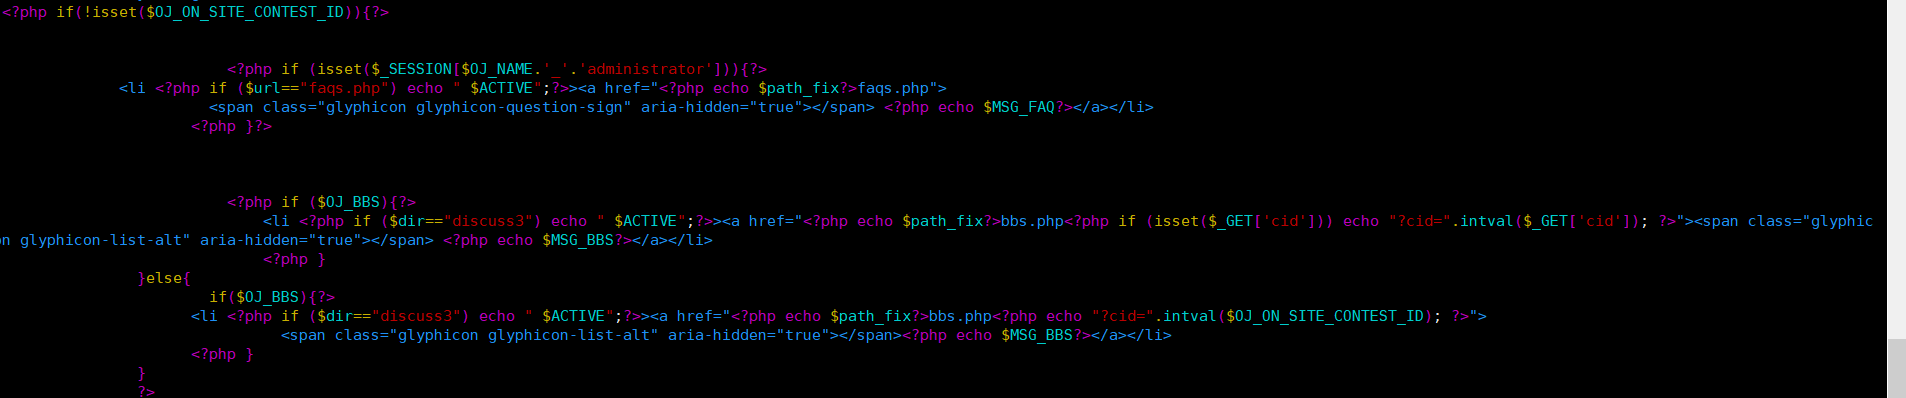 <?php if(!isset($OJ_ON_SITE_CONTEST_ID)){?>
<?php if (isset($_SESSION[$OJ_NAME.'_'.'administrator'])){?>
<li <?php if ($url=="faqs.php") echo " $ACTIVE";?>><a href="<?php echo $path_fix?>faqs.php">
<span class="glyphicon glyphicon-question-sign" aria-hidden="true"></span> <?php echo $MSG_FAQ?></a></li>
<?php }?>
<?php if ($OJ_BBS){?>
<li <?php if ($dir=="discuss3") echo " $ACTIVE";?>><a href="<?php echo $path_fix?>bbs.php<?php if (isset($_GET['cid'])) echo "?cid=".intval($_GET['cid']); ?>"><span class="glyphic
on glyphicon-list-alt" aria-hidden="true"></span> <?php echo $MSG_BBS?></a></li>
<?php }
}else{
if($OJ_BBS){?>
<li <?php if ($dir=="discuss3") echo " $ACTIVE";?>><a href="<?php echo $path_fix?>bbs.php<?php echo "?cid=".intval($OJ_ON_SITE_CONTEST_ID); ?>">
<span class="glyphicon glyphicon-list-alt" aria-hidden="true"></span><?php echo $MSG_BBS?></a></li>
<?php }
}
?>